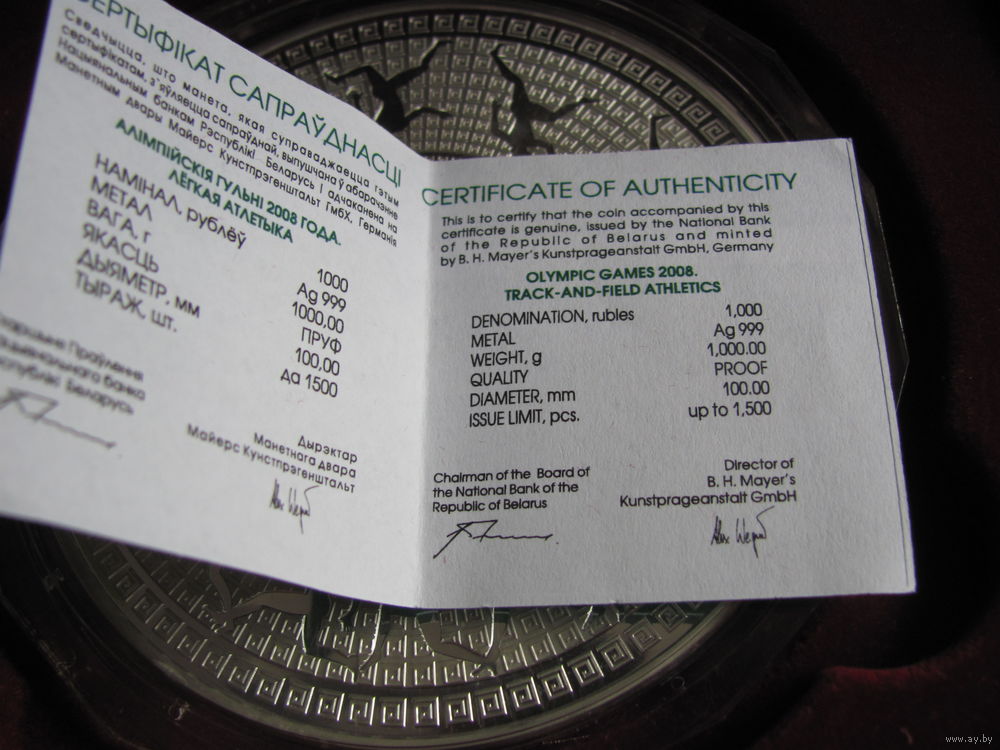 СЕРТЫФІКАТ САПРАЎДНАСЦІ
Сведчыцца, што манета, якая суправаджаецца гэтым
сертыфікатам, з'яўляецца сапраўднай, выпушчана ў абарачэнне
Нацыянальным банкам Рэспублікі Беларусь і адчаканена на
Манетным двары Майерс Кунстпрэгенштальт ГмбХ, Германія
АЛІМПІЙСКІЯ ГУЛЬНІ 2008 ГОДА.
ЛЁГКАЯ АТЛЕТЫКА
НАМІНАЛ, рублёў 1000
МЕТАЛ Ag 999
ВАГА, г 1000,00
ЯКАСЦЬ ПРУФ
ДЫЯМЕТР, мм 100,00
ТЫРАЖ, шт. да 1500
Праўлення
банка
Рэспублікі Беларусь
Дырэктар
Манетнага двара
Майерс Кунстпрэгенштальт
CERTIFICATE OF AUTHENTICITY
This is to certify that the coin accompanied by this
certificate is genuine, issued by the National Bank
of the Republic of Belarus and minted
by B. H. Mayer's Kunstprageanstalt GmbH, Germany
OLYMPIC GAMES 2008.
TRACK-AND-FIELD ATHLETICS
DENOMINATION, rubles 1,000
METAL Ag 999
WEIGHT, g 1,000.00
QUALITY PROOF
DIAMETER, mm 100.00
ISSUE LIMIT, pcs. up to 1,500
Chairman of the Board of
the National Bank of the
Republic of Belarus
Director of
B. H. Mayer's
Kunstprageanstalt GmbH
www.ay.by